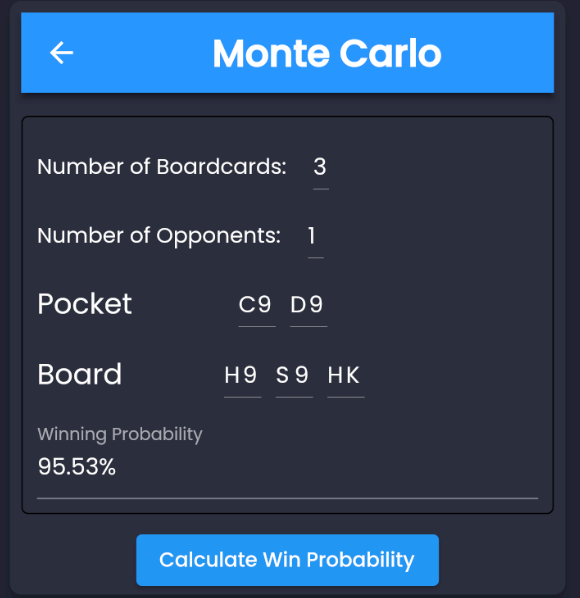 Monte Carlo
Number of Boardcards: 3
Number of Opponents: 1
Pocket C9 D9
Board H9 S9 HK
Winning Probability
95.53%
Calculate Win Probability